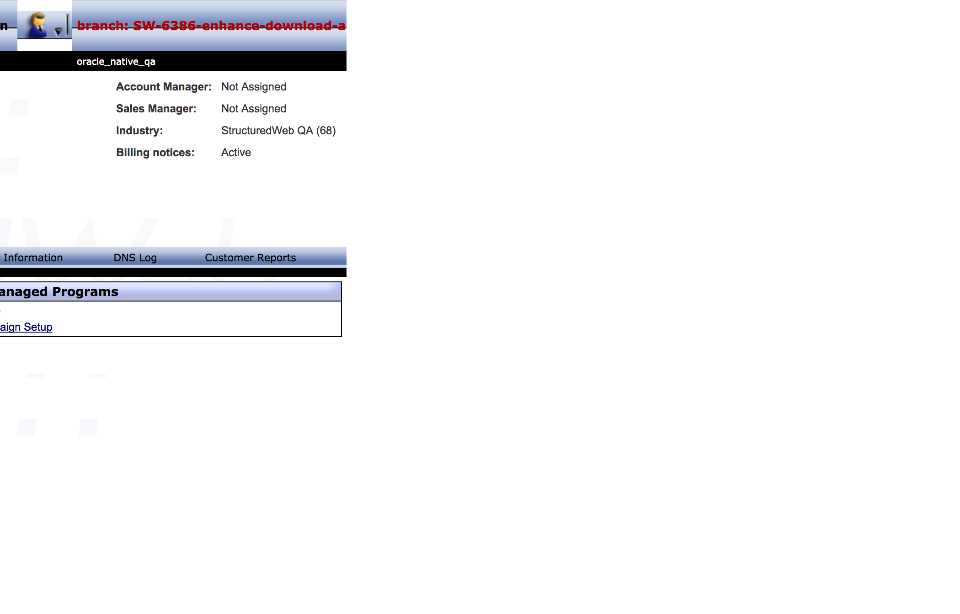 n branch: SW-6386-enhance-download-a
oracle_native_qa
Account Manager: Not Assigned
Sales Manager: Not Assigned
Industry: StructuredWeb QA (68)
Billing notices: Active
Information DNS Log Customer Reports
anaged Programs
aign Setup